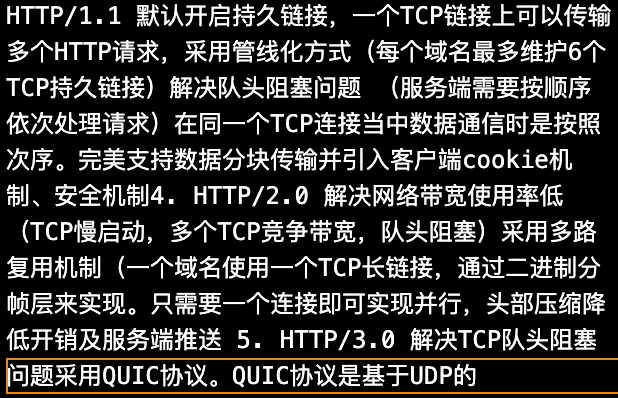 HTTP/1.1 默认开启持久链接，一个TCP链接上可以传输
多个HTTP请求，采用管线化方式（每个域名最多维护6个
TCP持久链接）解决队头阻塞问题 （服务端需要按顺序
依次处理请求）在同一个TCP连接当中数据通信时是按照
次序。完美支持数据分块传输并引入客户端cookie机
制、安全机制4. HTTP/2.0 解决网络带宽使用率低
（TCP慢启动，多个TCP竞争带宽，队头阻塞）采用多路
复用机制（一个域名使用一个TCP长链接，通过二进制分
帧层来实现。只需要一个连接即可实现并行，头部压缩降
低开销及服务端推送 5. HTTP/3.0 解决TCP队头阻塞
问题采用QUIC协议。QUIC协议是基于UDP的